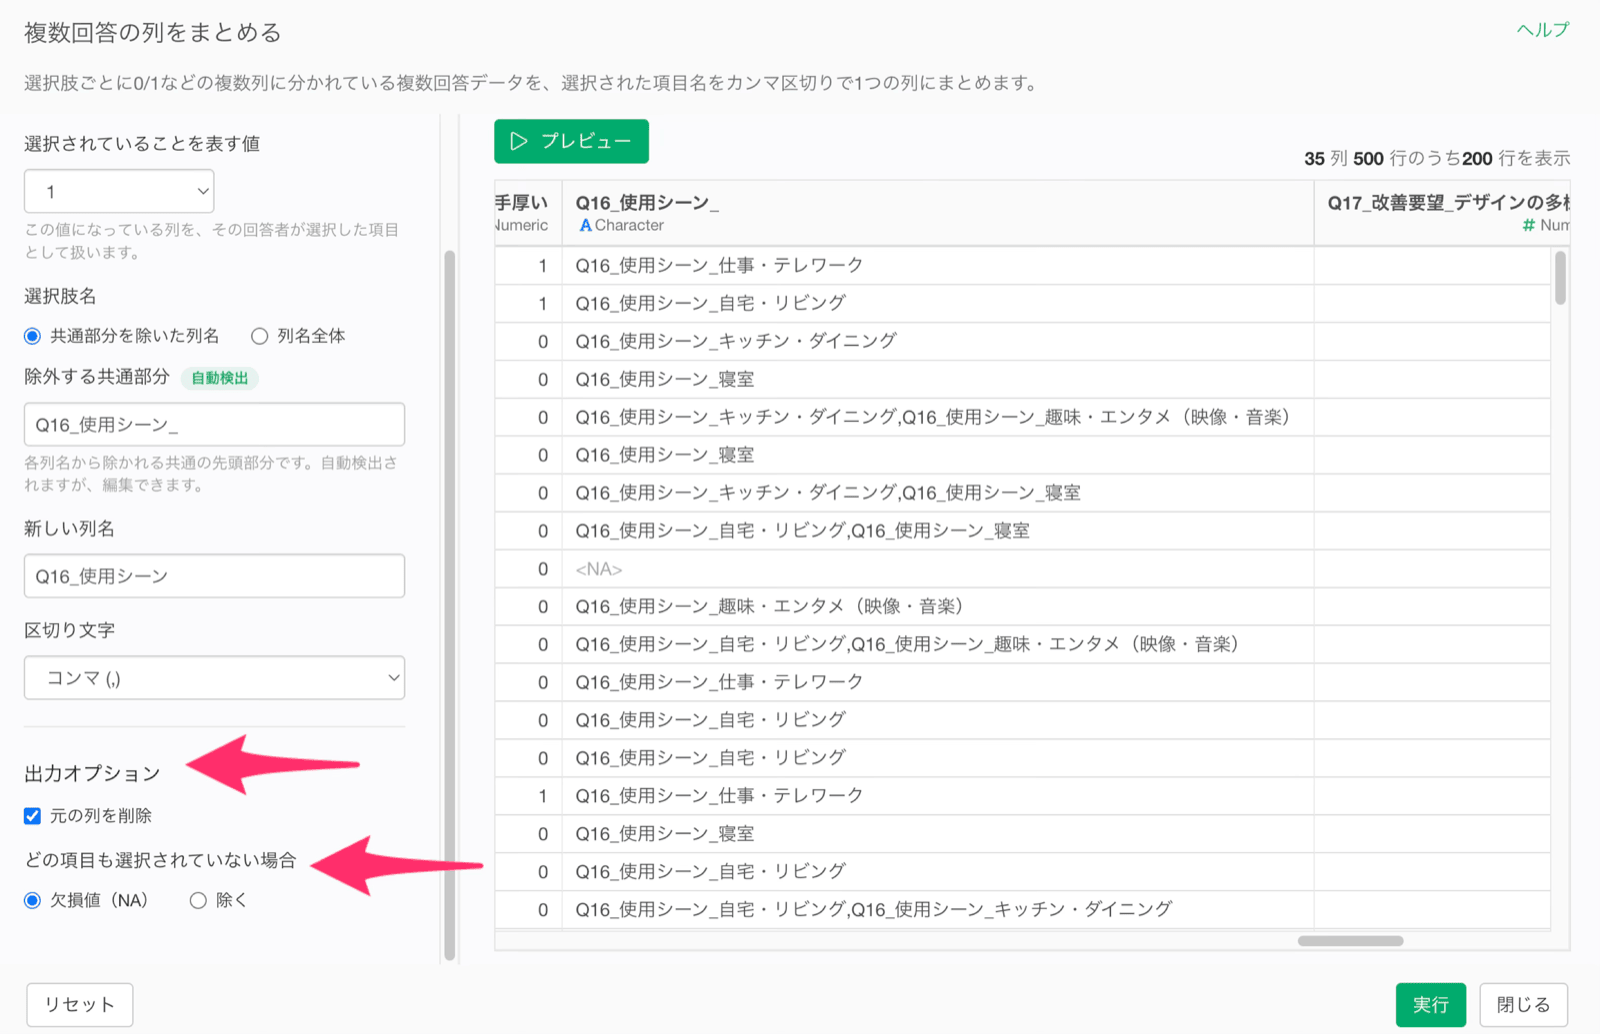 複数回答の列をまとめる
ヘルプ
選択肢ごとに0/1などの複数列に分かれている複数回答データを、選択された項目名をカンマ区切りで1つの列にまとめます。
選択されていることを表す値
1
この値になっている列を、その回答者が選択した項目
として扱います。
選択肢名
共通部分を除いた列名 列名全体
除外する共通部分 自動検出
Q16_使用シーン_
各列名から除かれる共通の先頭部分です。自動検出さ
れますが、編集できます。
新しい列名
Q16_使用シーン
区切り文字
コンマ (,)
出力オプション
元の列を削除
どの項目も選択されていない場合
欠損値（NA） 除く
リセット
プレビュー
35 列 500 行のうち200 行を表示
手厚い Q16_使用シーン_ Q17_改善要望_デザインの多
Numeric A Character # Num
1 Q16_使用シーン_仕事・テレワーク
1 Q16_使用シーン_自宅・リビング
0 Q16_使用シーン_キッチン・ダイニング
0 Q16_使用シーン_寝室
0 Q16_使用シーン_キッチン・ダイニング,Q16_使用シーン_趣味・エンタメ（映像・音楽）
0 Q16_使用シーン_寝室
0 Q16_使用シーン_キッチン・ダイニング,Q16_使用シーン_寝室
0 Q16_使用シーン_自宅・リビング,Q16_使用シーン_寝室
0 <NA>
0 Q16_使用シーン_趣味・エンタメ（映像・音楽）
0 Q16_使用シーン_自宅・リビング,Q16_使用シーン_趣味・エンタメ（映像・音楽）
0 Q16_使用シーン_仕事・テレワーク
0 Q16_使用シーン_自宅・リビング
0 Q16_使用シーン_自宅・リビング
1 Q16_使用シーン_仕事・テレワーク
0 Q16_使用シーン_寝室
0 Q16_使用シーン_自宅・リビング
0 Q16_使用シーン_自宅・リビング,Q16_使用シーン_キッチン・ダイニング
実行 閉じる